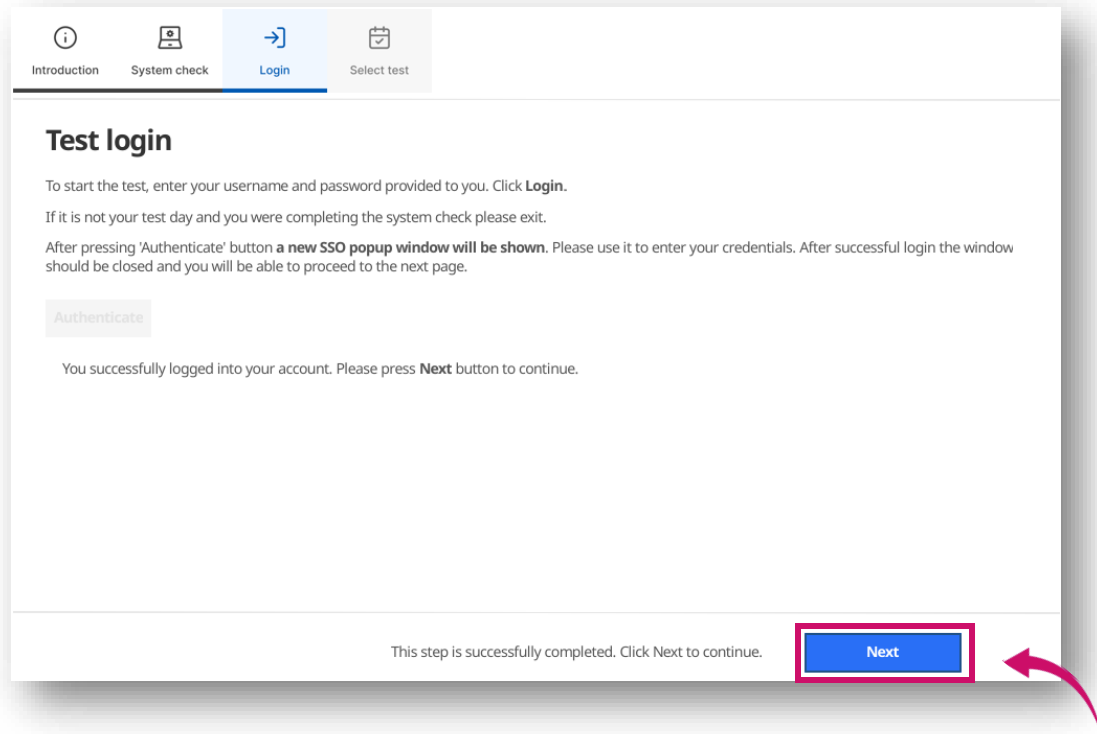 Introduction
System check
Login
Select test
Test login
To start the test, enter your username and password provided to you. Click Login.
If it is not your test day and you were completing the system check please exit.
After pressing 'Authenticate' button a new SSO popup window will be shown. Please use it to enter your credentials. After successful login the window
should be closed and you will be able to proceed to the next page.
Authenticate
You successfully logged into your account. Please press Next button to continue.
This step is successfully completed. Click Next to continue.
Next